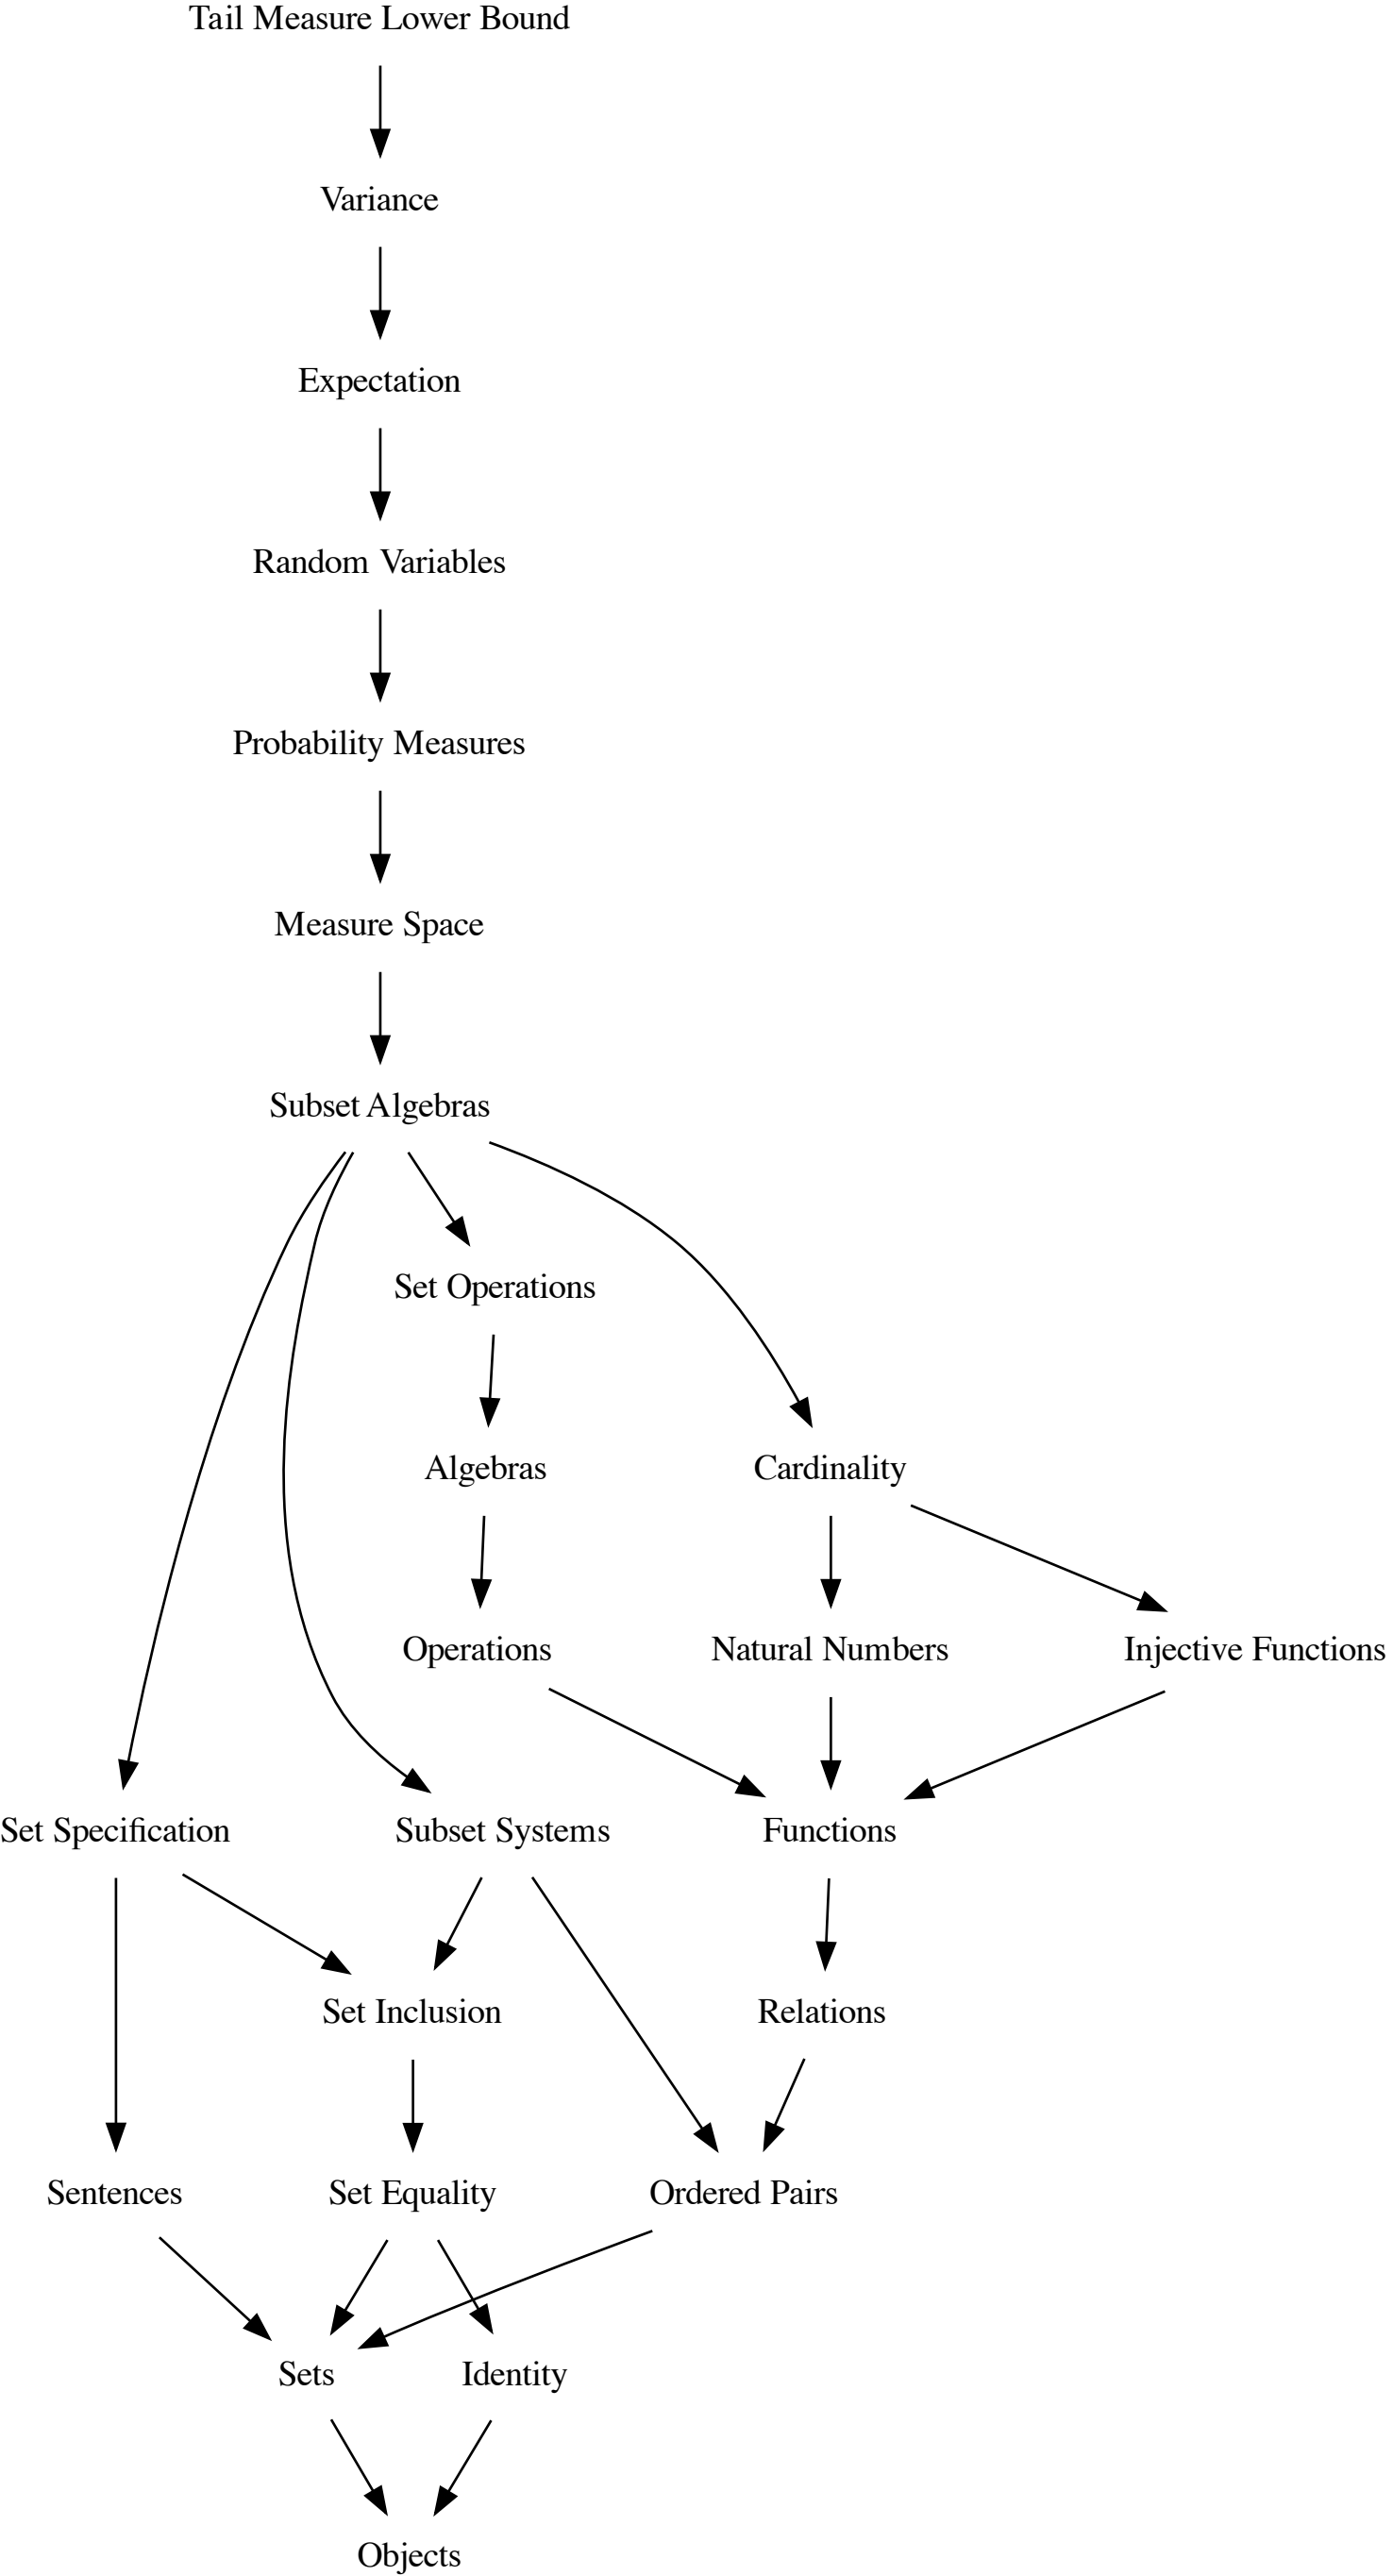 Tail Measure Lower Bound
Variance
Expectation
Random Variables
Probability Measures
Measure Space
Subset Algebras
Set Operations
Algebras
Cardinality
Operations
Natural Numbers
Injective Functions
Set Specification
Subset Systems
Functions
Set Inclusion
Relations
Sentences
Set Equality
Ordered Pairs
Sets
Identity
Objects